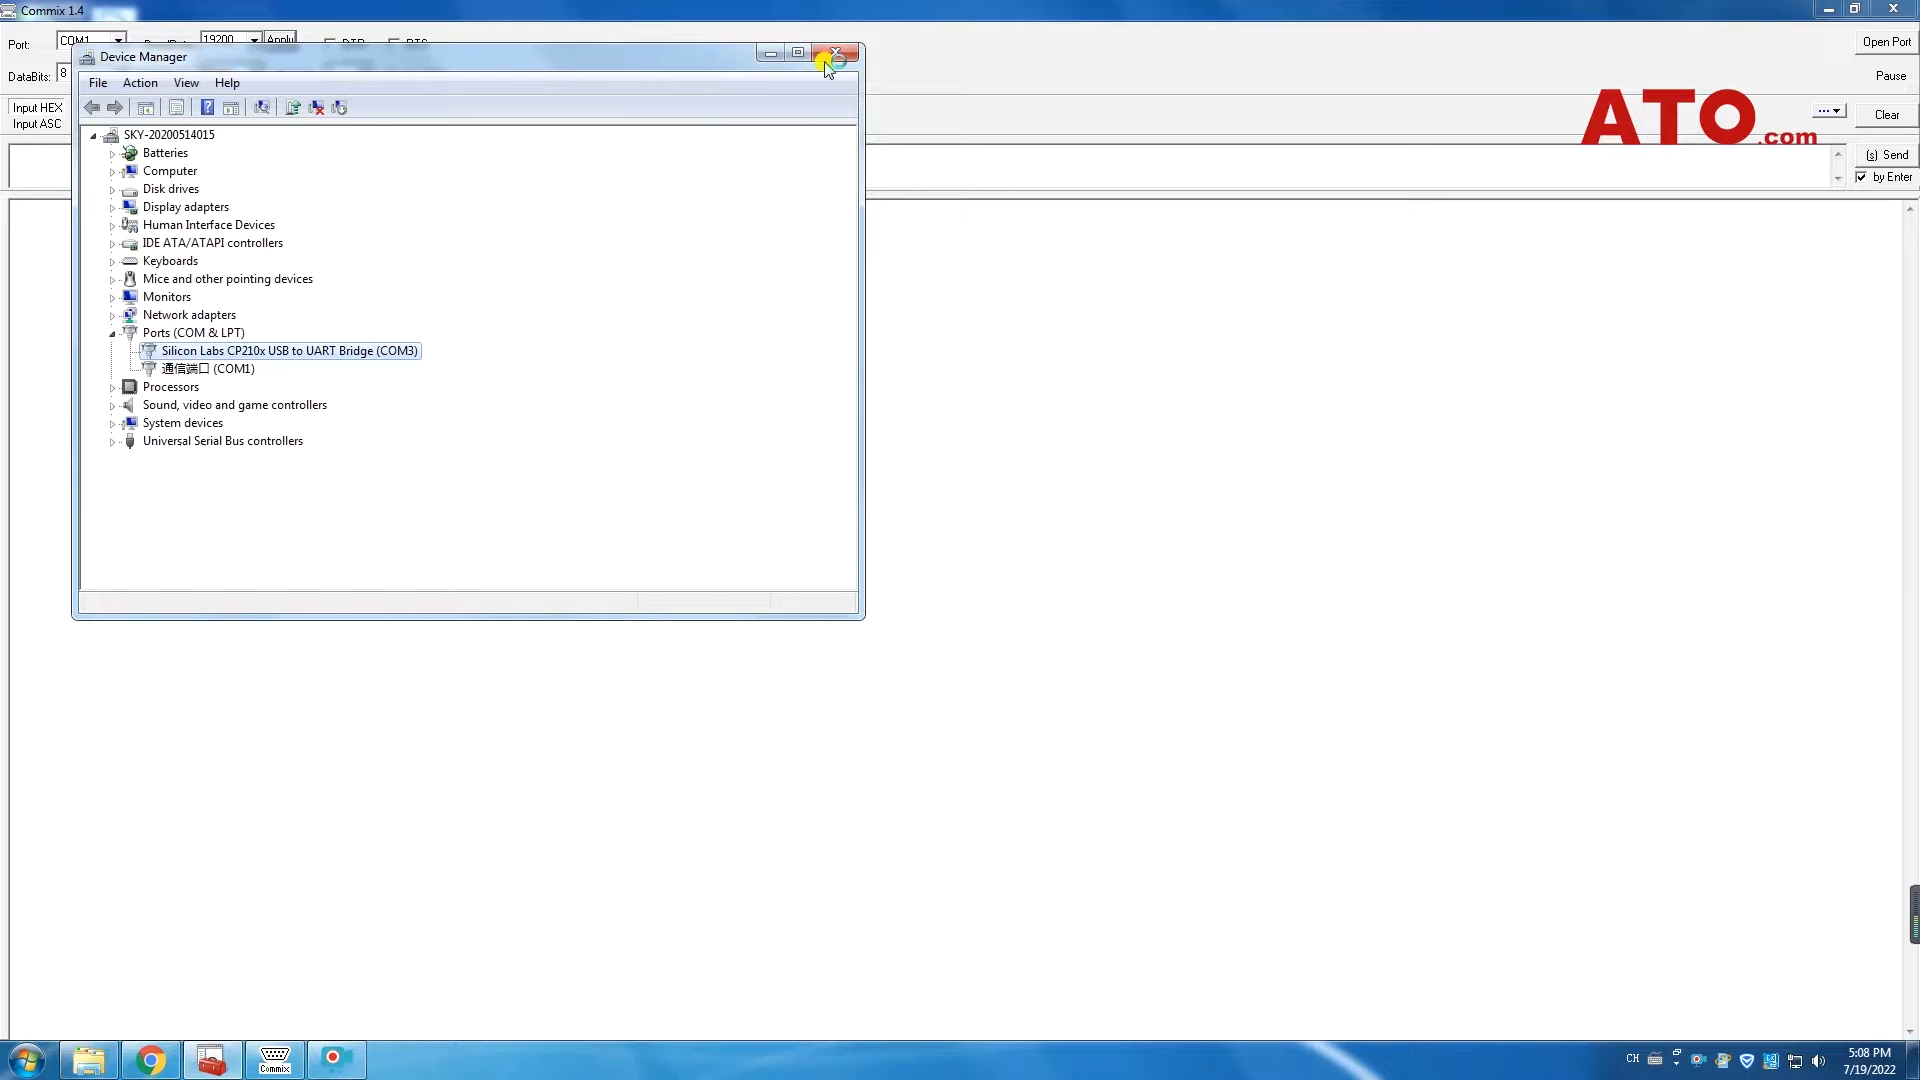 Commix 1.4
Port: COM1 19200 Apply DTR RTS Open Port
Device Manager
DataBits: 8 Pause
File Action View Help
Input HEX
Input ASC
Clear
ATO.com
(s) Send
by Enter
SKY-20200514015
Batteries
Computer
Disk drives
Display adapters
Human Interface Devices
IDE ATA/ATAPI controllers
Keyboards
Mice and other pointing devices
Monitors
Network adapters
Ports (COM & LPT)
Silicon Labs CP210x USB to UART Bridge (COM3)
通信端口 (COM1)
Processors
Sound, video and game controllers
System devices
Universal Serial Bus controllers
Commix
CH
5:08 PM
7/19/2022